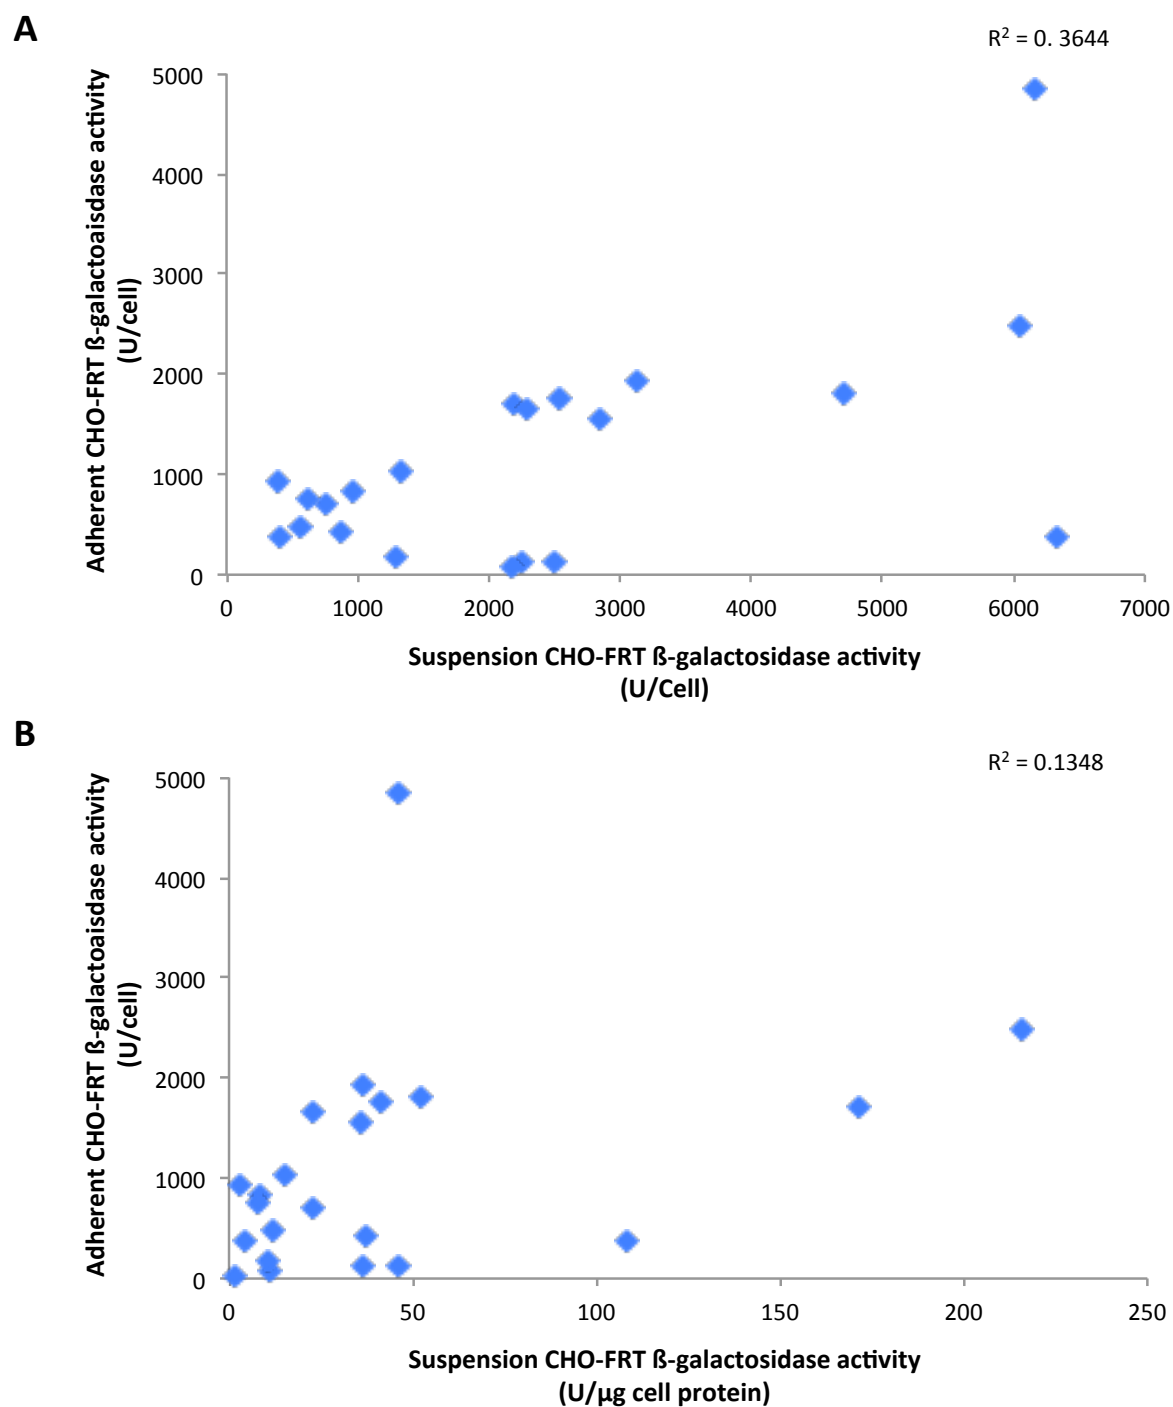 A
R² = 0. 3644
Adherent CHO-FRT ß-galactoaisdase activity
(U/cell)
5000
4000
3000
2000
1000
0
0 1000 2000 3000 4000 5000 6000 7000
Suspension CHO-FRT ß-galactosidase activity
(U/Cell)
B
R² = 0.1348
Adherent CHO-FRT ß-galactoaisdase activity
(U/cell)
5000
4000
3000
2000
1000
0
0 50 100 150 200 250
Suspension CHO-FRT ß-galactosidase activity
(U/µg cell protein)